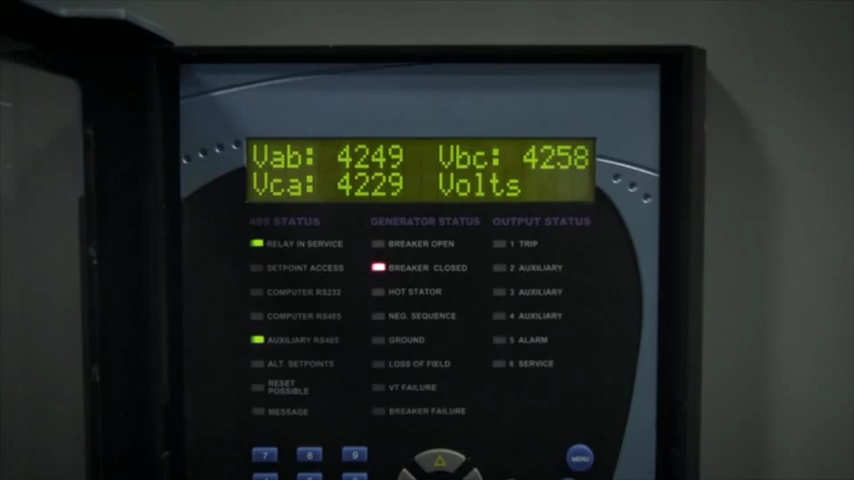 Vab: 4249 Vbc: 4258
Vca: 4229 Volts
489 STATUS GENERATOR STATUS OUTPUT STATUS
RELAY IN SERVICE BREAKER OPEN 1 TRIP
SETPOINT ACCESS BREAKER CLOSED 2 AUXILIARY
COMPUTER RS232 HOT STATOR 3 AUXILIARY
COMPUTER RS485 NEG. SEQUENCE 4 AUXILIARY
AUXILIARY RS485 GROUND 5 ALARM
ALT. SETPOINTS LOSS OF FIELD 6 SERVICE
RESET
POSSIBLE VT FAILURE
MESSAGE BREAKER FAILURE
7 8 9 MENU